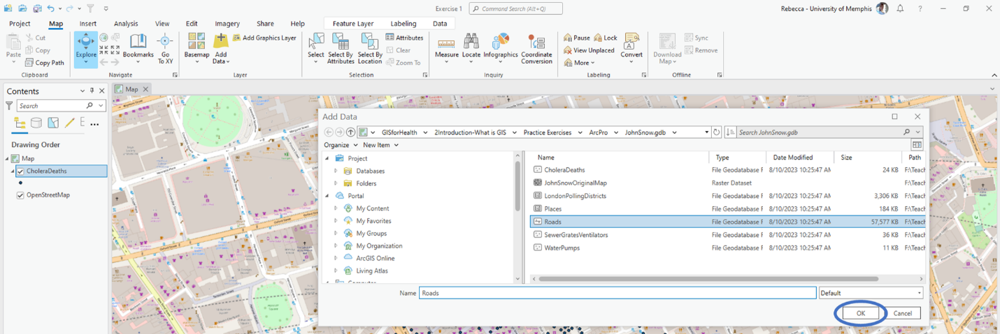 Exercise 1
Command Search (Alt+Q)
Rebecca - University of Memphis
?
Project Map Insert Analysis View Edit Imagery Share Help Feature Layer Labeling Data
Paste
Cut
Copy
Copy Path
Clipboard
Explore
Bookmarks
Go To XY
Navigate
Basemap
Add Data
Add Graphics Layer
Layer
Select
Select By Attributes
Select By Location
Attributes
Clear
Zoom To
Selection
Measure
Locate
Infographics
Coordinate Conversion
Inquiry
Pause
Lock
View Unplaced
More
Convert
Labeling
Download Map
Sync
Remove
Offline
Contents
Search
Drawing Order
Map
CholeraDeaths
OpenStreetMap
Map
Add Data
GISforHealth 2Introduction-What is GIS Practice Exercises ArcPro JohnSnow.gdb
Search JohnSnow.gdb
Organize New Item
Project
Databases
Folders
Portal
My Content
My Favorites
My Groups
My Organization
ArcGIS Online
Living Atlas
Name Type Date Modified Size Path
CholeraDeaths File Geodatabase F 8/10/2023 10:25:47 AM 24 KB F:\Teach
JohnSnowOriginalMap Raster Dataset F:\Teach
LondonPollingDistricts File Geodatabase F 8/10/2023 10:25:47 AM 3,306 KB F:\Teach
Places File Geodatabase F 8/10/2023 10:25:47 AM 184 KB F:\Teach
Roads File Geodatabase F 8/10/2023 10:25:47 AM 57,577 KB F:\Teach
SewerGratesVentilators File Geodatabase F 8/10/2023 10:25:47 AM 36 KB F:\Teach
WaterPumps File Geodatabase F 8/10/2023 10:25:47 AM 11 KB F:\Teach
Name Roads Default
OK Cancel